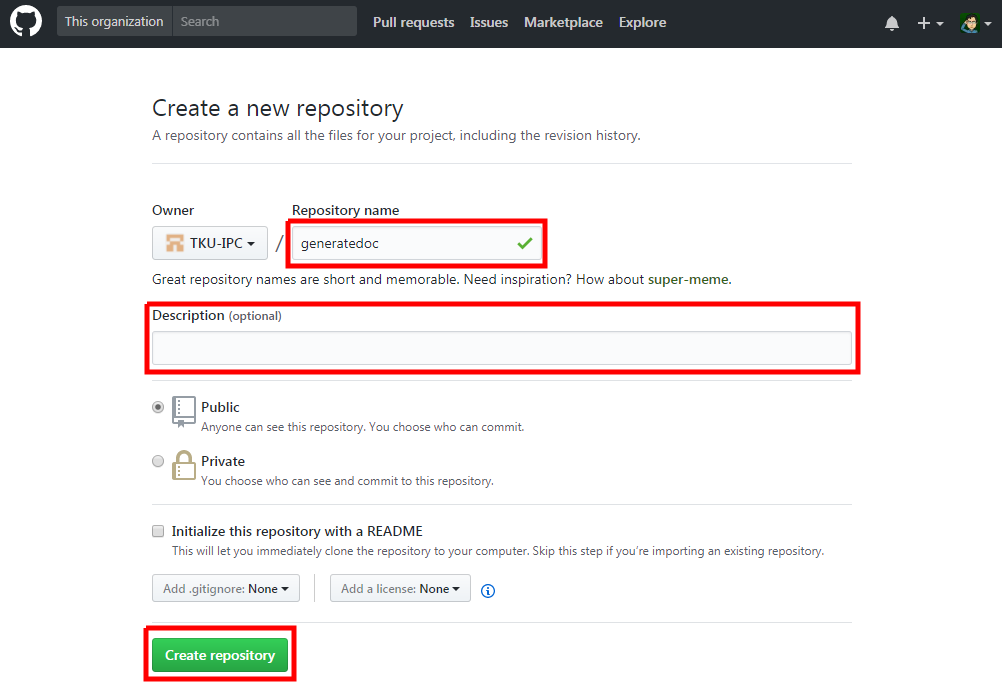 This organization Search Pull requests Issues Marketplace Explore
Create a new repository
A repository contains all the files for your project, including the revision history.
Owner Repository name
TKU-IPC / generatedoc
Great repository names are short and memorable. Need inspiration? How about super-meme.
Description (optional)
Public
Anyone can see this repository. You choose who can commit.
Private
You choose who can see and commit to this repository.
Initialize this repository with a README
This will let you immediately clone the repository to your computer. Skip this step if you’re importing an existing repository.
Add .gitignore: None Add a license: None
Create repository